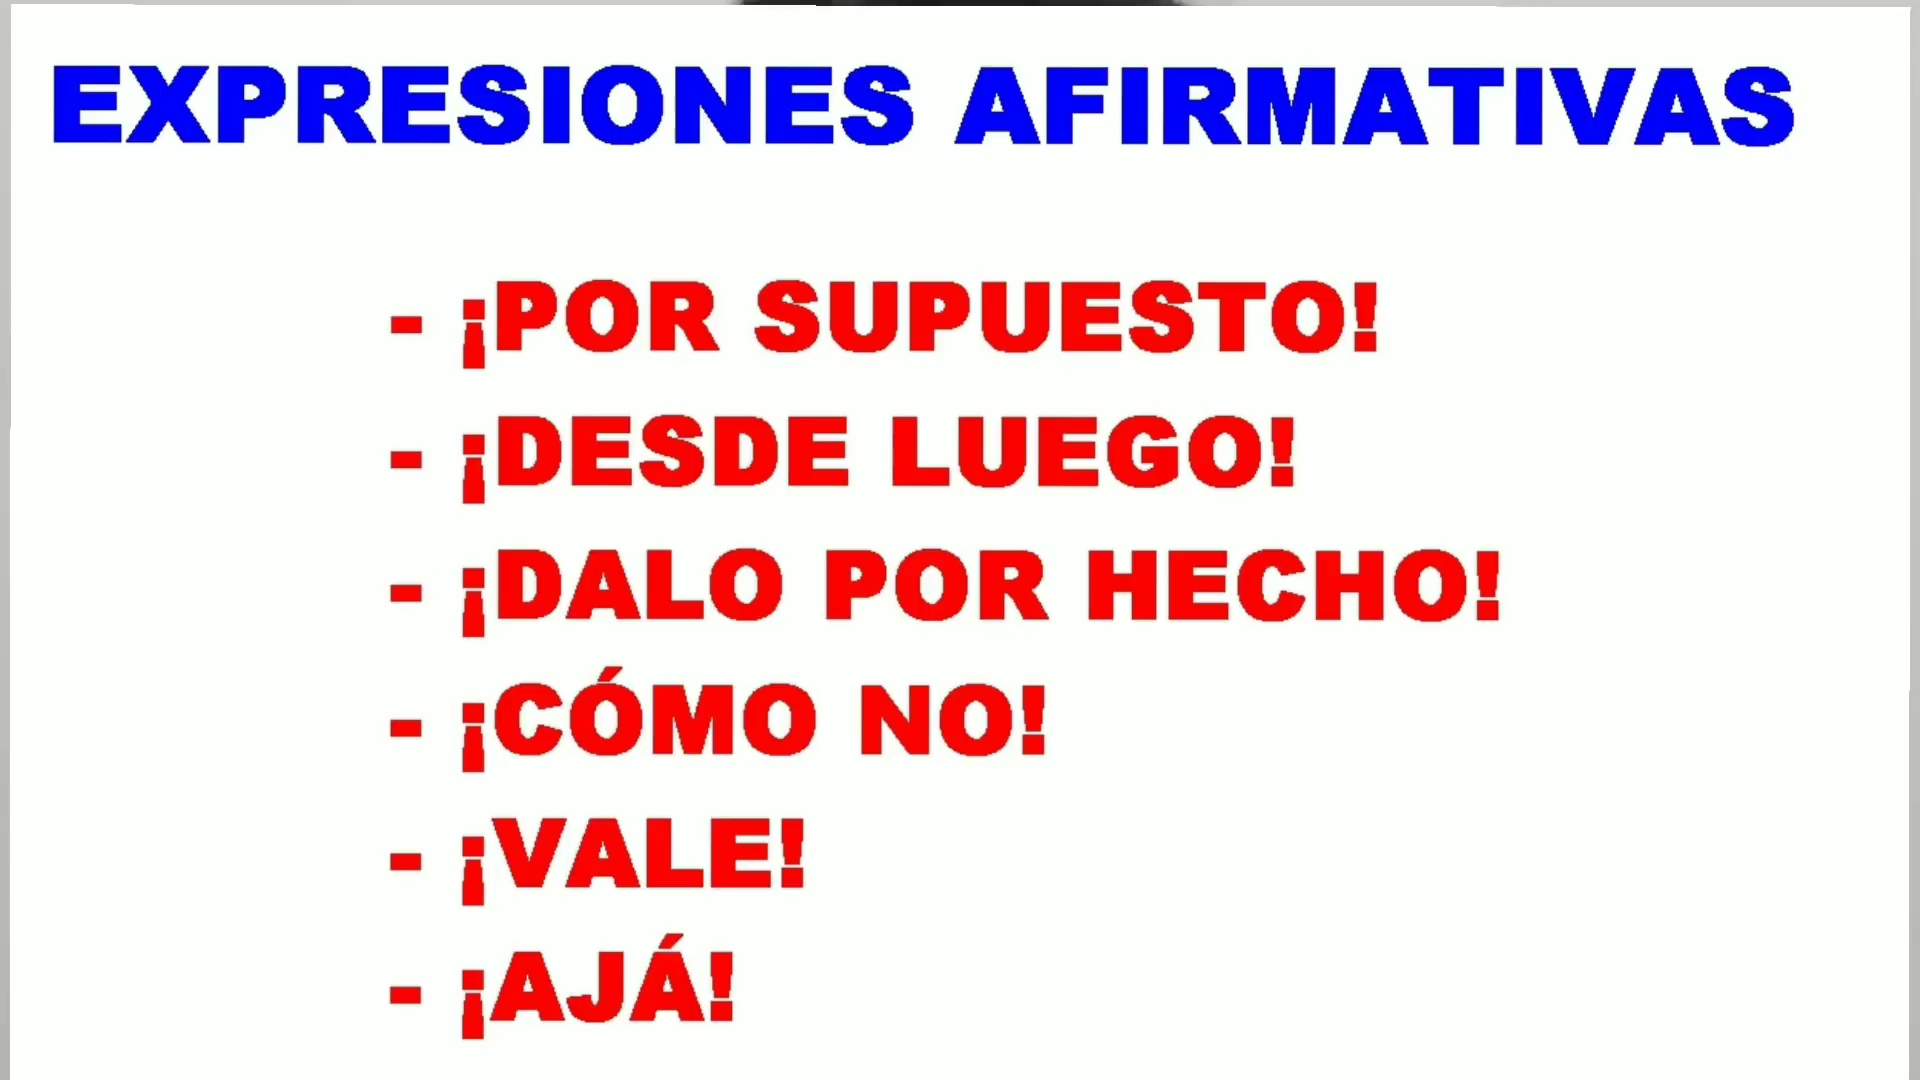 EXPRESIONES AFIRMATIVAS
- ¡POR SUPUESTO!
- ¡DESDE LUEGO!
- ¡DALO POR HECHO!
- ¡CÓMO NO!
- ¡VALE!
- ¡AJÁ!